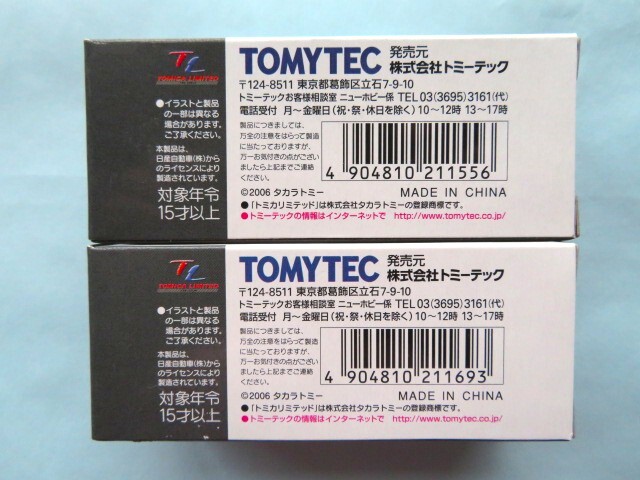 TL
TOMICA LIMITED
●イラストと製品
の一部は異なる
場合があります。
ご了承ください。
本製品は、
日産自動車(株)から
のライセンスにより
製造されています。
対象年令
15才以上
TOMYTEC 発売元
株式会社トミーテック
〒124-8511 東京都葛飾区立石7-9-10
トミーテックお客様相談室 ニューホビー係 TEL 03(3695)3161(代)
電話受付 月～金曜日(祝・祭・休日を除く) 10～12時 13～17時
製品につきましては、
万全の注意をはらって製造
に当たっておりますが、
万一お気付きの点がござい
ましたら上記までご連絡
ください。
4 904810 211556
©2006 タカラトミー MADE IN CHINA
●「トミカリミテッド」は株式会社タカラトミーの登録商標です。
●トミーテックの情報はインターネットで http://www.tomytec.co.jp/
TL
TOMICA LIMITED
●イラストと製品
の一部は異なる
場合があります。
ご了承ください。
本製品は、
日産自動車(株)から
のライセンスにより
製造されています。
対象年令
15才以上
TOMYTEC 発売元
株式会社トミーテック
〒124-8511 東京都葛飾区立石7-9-10
トミーテックお客様相談室 ニューホビー係 TEL 03(3695)3161(代)
電話受付 月～金曜日(祝・祭・休日を除く) 10～12時 13～17時
製品につきましては、
万全の注意をはらって製造
に当たっておりますが、
万一お気付きの点がござい
ましたら上記までご連絡
ください。
4 904810 211693
©2006 タカラトミー MADE IN CHINA
●「トミカリミテッド」は株式会社タカラトミーの登録商標です。
●トミーテックの情報はインターネットで http://www.tomytec.co.jp/